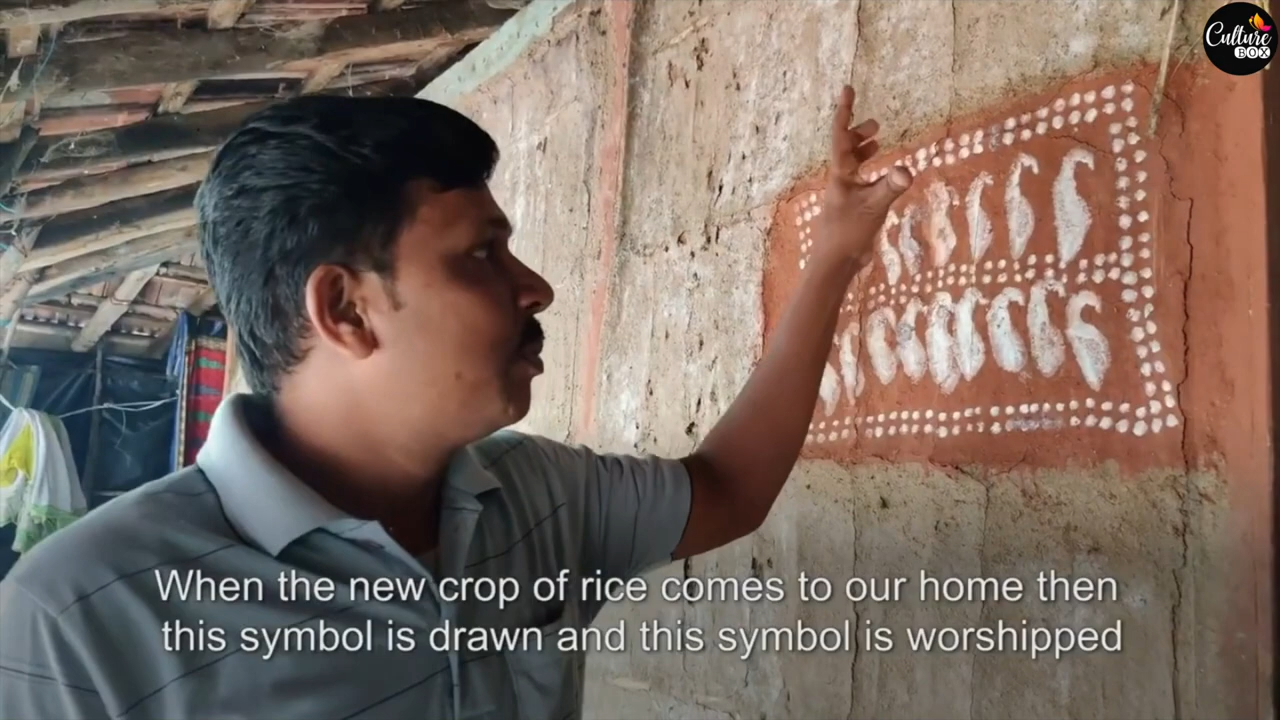 Culture
BOX
When the new crop of rice comes to our home then
this symbol is drawn and this symbol is worshipped